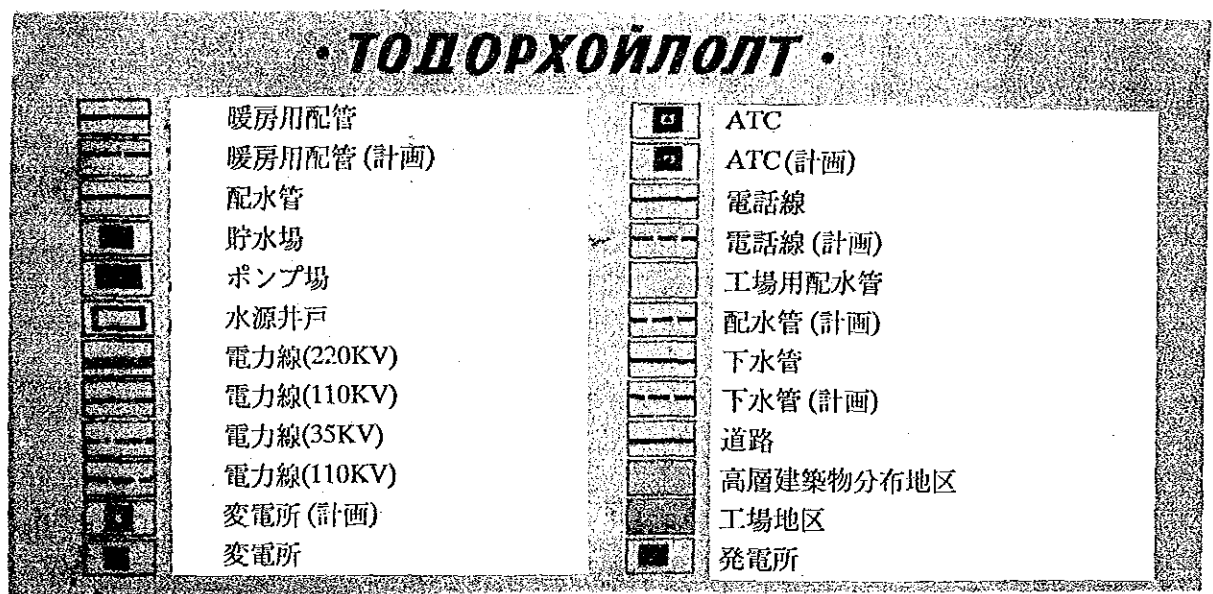 · ТОДОРХОЙЛОЛТ ·
暖房用配管
暖房用配管 (計画)
配水管
貯水場
ポンプ場
水源井戸
電力線(220KV)
電力線(110KV)
電力線(35KV)
電力線(110KV)
変電所 (計画)
変電所
ATC
ATC (計画)
電話線
電話線 (計画)
工場用配水管
配水管 (計画)
下水管
下水管 (計画)
道路
高層建築物分布地区
工場地区
発電所